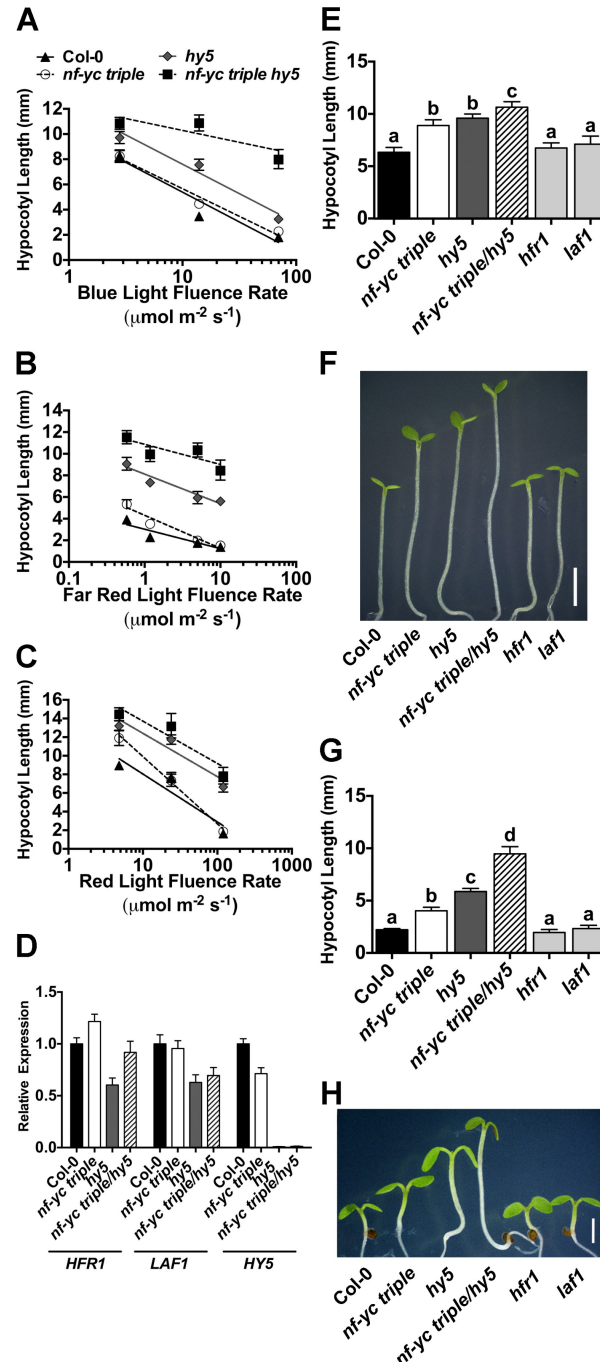 A
Col-0
hy5
nf-yc triple
nf-yc triple hy5
Hypocotyl Length (mm)
12
10
8
6
4
2
0
1
10
100
Blue Light Fluence Rate
(µmol m-2 s-1)
B
Hypocotyl Length (mm)
16
14
12
10
8
6
4
2
0
0.1
1
10
100
Far Red Light Fluence Rate
(µmol m-2 s-1)
C
Hypocotyl Length (mm)
16
14
12
10
8
6
4
2
0
1
10
100
1000
Red Light Fluence Rate
(µmol m-2 s-1)
D
Relative Expression
1.5
1.0
0.5
0.0
Col-0
nf-yc triple
hy5
nf-yc triple/hy5
Col-0
nf-yc triple
hy5
nf-yc triple/hy5
Col-0
nf-yc triple
hy5
nf-yc triple/hy5
HFR1
LAF1
HY5
E
Hypocotyl Length (mm)
15
10
5
0
a
b
b
c
a
a
Col-0
nf-yc triple
hy5
nf-yc triple/hy5
hfr1
laf1
F
Col-0
nf-yc triple
hy5
nf-yc triple/hy5
hfr1
laf1
G
Hypocotyl Length (mm)
15
10
5
0
a
b
c
d
a
a
Col-0
nf-yc triple
hy5
nf-yc triple/hy5
hfr1
laf1
H
Col-0
nf-yc triple
hy5
nf-yc triple/hy5
hfr1
laf1